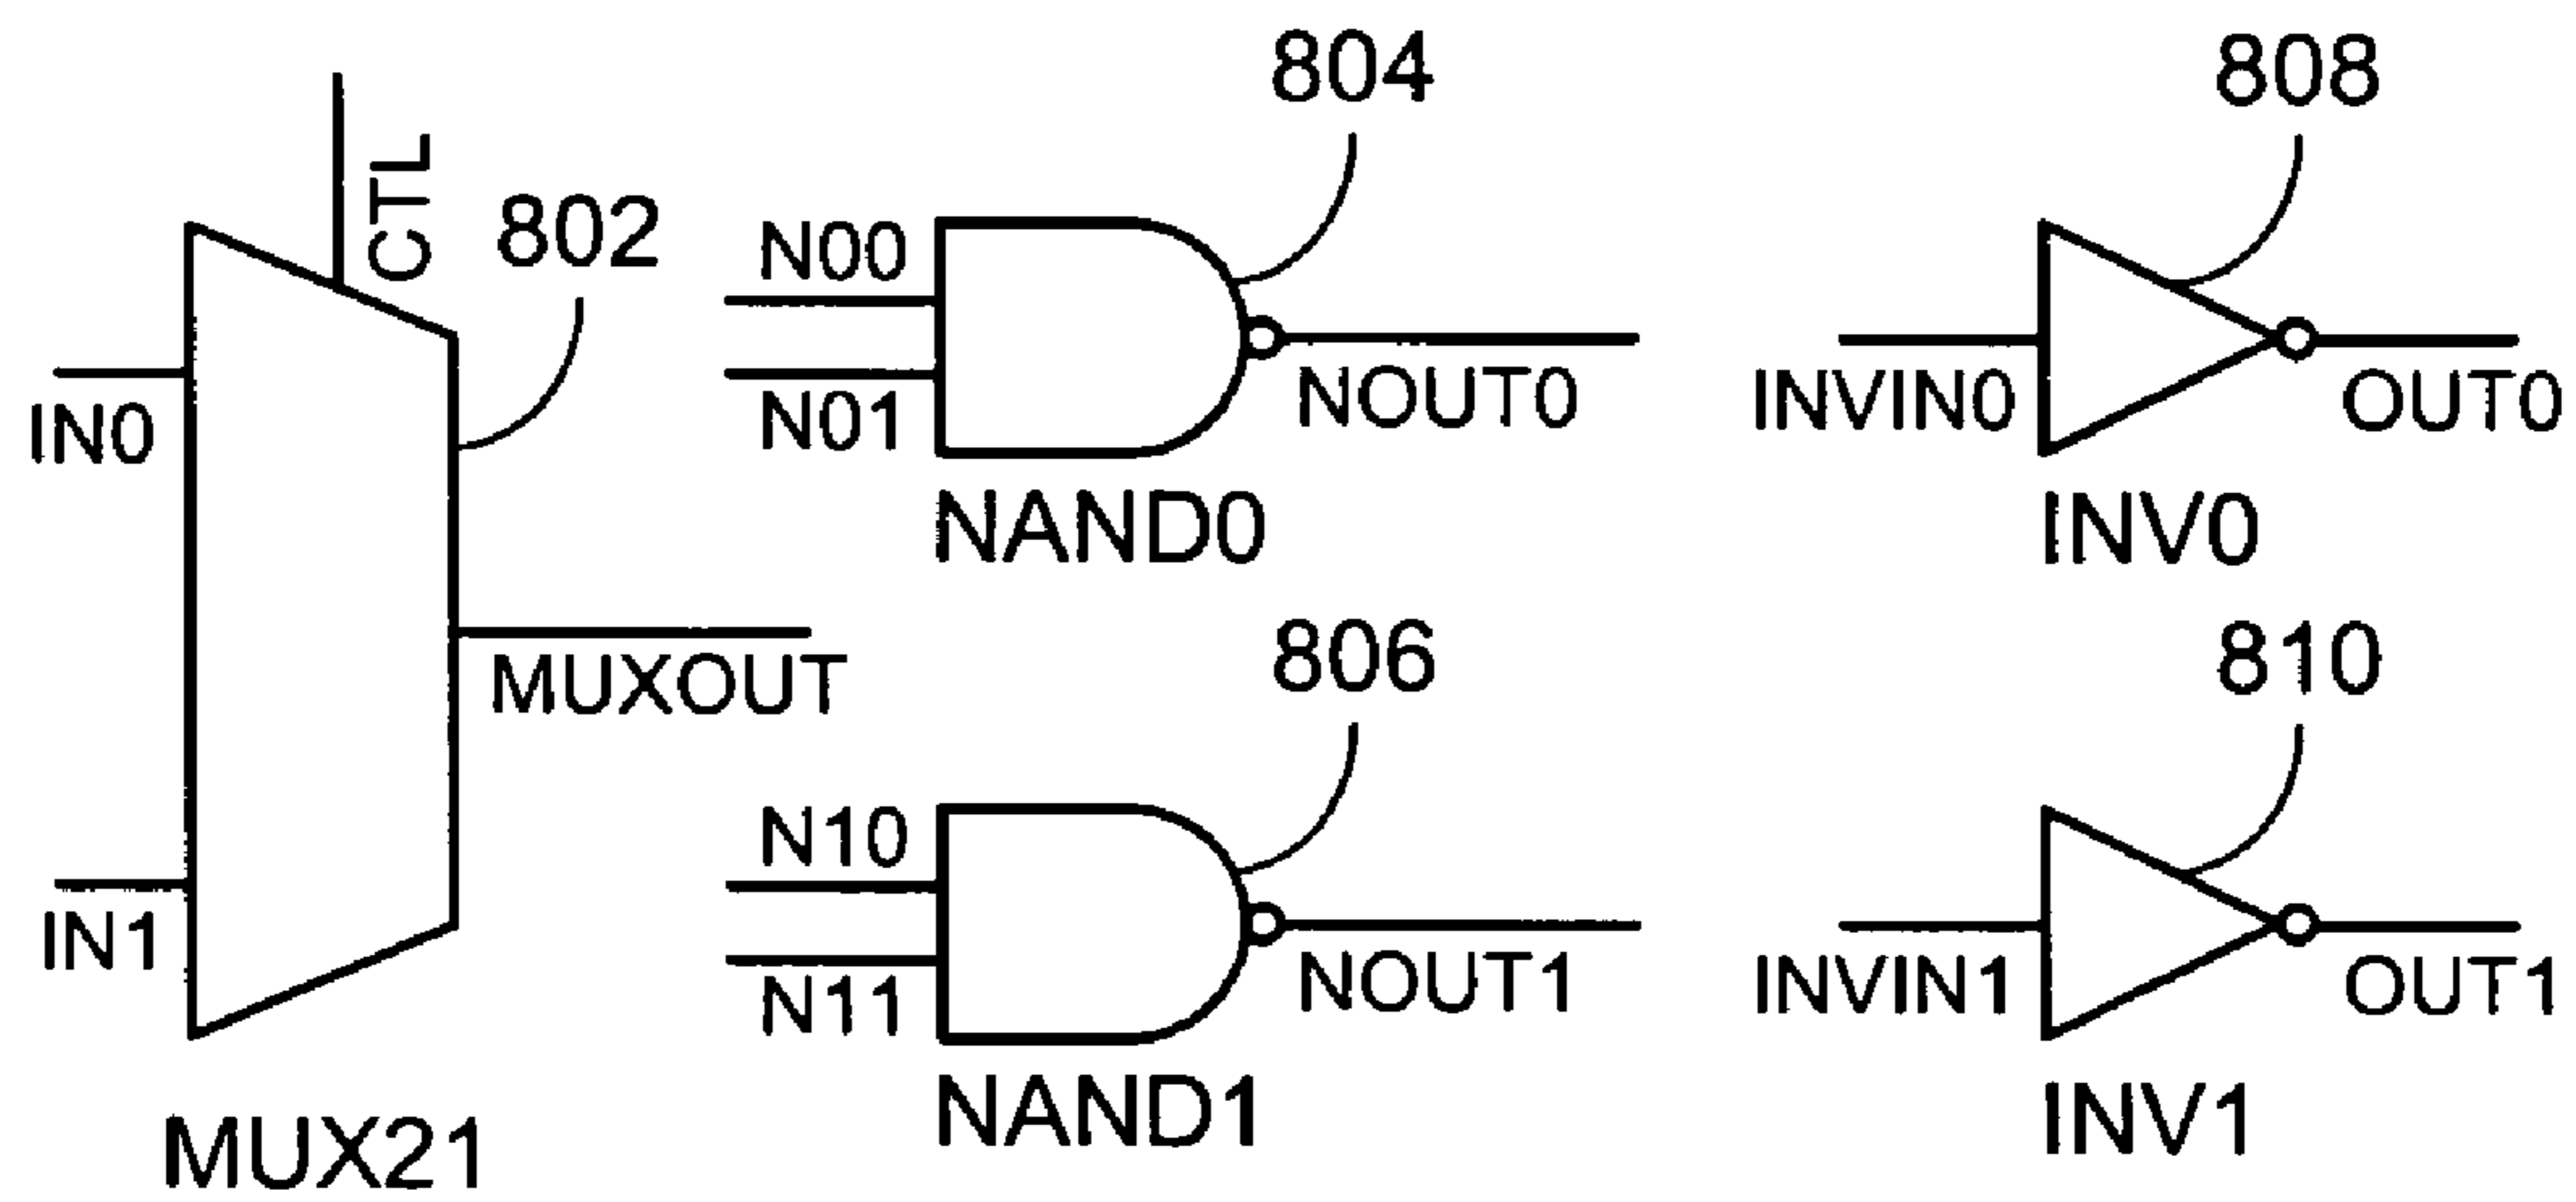 804
808
CTL
802
N00
N01
NOUT0
INVIN0
OUT0
IN0
NAND0
INV0
MUXOUT
806
810
N10
N11
NOUT1
INVIN1
OUT1
IN1
NAND1
INV1
MUX21